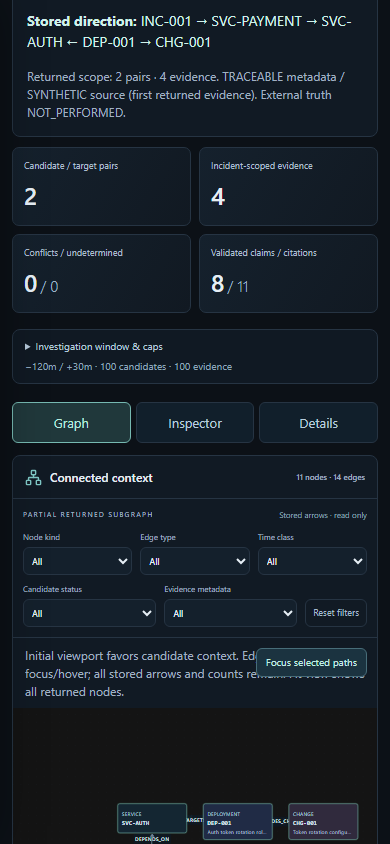 Stored direction: INC-001 → SVC-PAYMENT → SVC-
AUTH ← DEP-001 → CHG-001
Returned scope: 2 pairs · 4 evidence. TRACEABLE metadata /
SYNTHETIC source (first returned evidence). External truth
NOT_PERFORMED.
Candidate / target pairs
2
Incident-scoped evidence
4
Conflicts / undetermined
0 / 0
Validated claims / citations
8 / 11
▶ Investigation window & caps
−120m / +30m · 100 candidates · 100 evidence
Graph
Inspector
Details
Connected context
11 nodes · 14 edges
PARTIAL RETURNED SUBGRAPH
Stored arrows · read only
Node kind
Edge type
Time class
All
All
All
Candidate status
Evidence metadata
All
All
Reset filters
Initial viewport favors candidate context.
Focus selected paths
focus/hover; all stored arrows and counts
all returned nodes.
SERVICE
SVC-AUTH
DEPLOYMENT
DEP-001
Auth token rotation rol...
CHANGE
CHG-001
Token rotation configu...
DEPENDS_ON